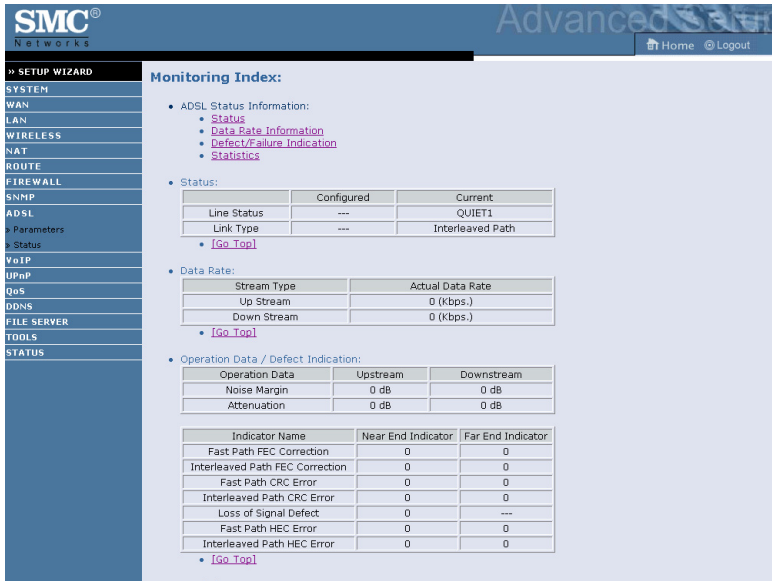 SMC®
Networks
Advanced Setup
Home Logout
» SETUP WIZARD
SYSTEM
WAN
LAN
WIRELESS
NAT
ROUTE
FIREWALL
SNMP
ADSL
» Parameters
» Status
VoIP
UPnP
QoS
DDNS
FILE SERVER
TOOLS
STATUS
Monitoring Index:
ADSL Status Information:
Status
Data Rate Information
Defect/Failure Indication
Statistics
Status:
Configured Current
Line Status --- QUIET1
Link Type --- Interleaved Path
[Go Top]
Data Rate:
Stream Type Actual Data Rate
Up Stream 0 (Kbps.)
Down Stream 0 (Kbps.)
[Go Top]
Operation Data / Defect Indication:
Operation Data Upstream Downstream
Noise Margin 0 dB 0 dB
Attenuation 0 dB 0 dB
Indicator Name Near End Indicator Far End Indicator
Fast Path FEC Correction 0 0
Interleaved Path FEC Correction 0 0
Fast Path CRC Error 0 0
Interleaved Path CRC Error 0 0
Loss of Signal Defect 0 ---
Fast Path HEC Error 0 0
Interleaved Path HEC Error 0 0
[Go Top]